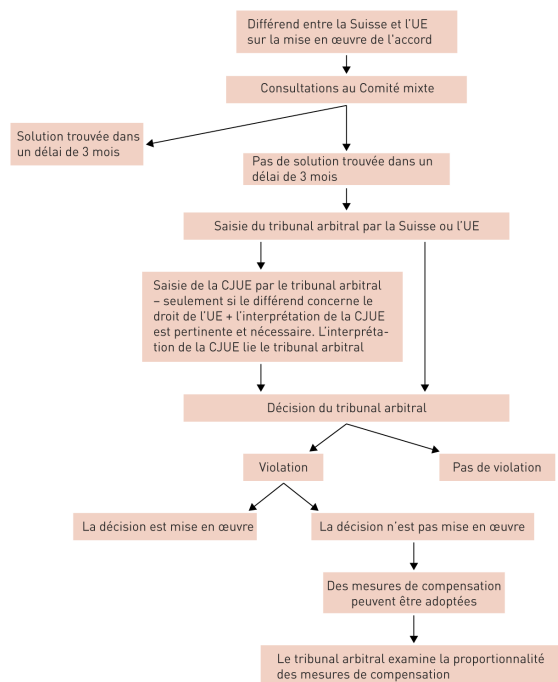 Différend entre la Suisse et l'UE
sur la mise en œuvre de l'accord
Consultations au Comité mixte
Solution trouvée dans
un délai de 3 mois
Pas de solution trouvée dans un
délai de 3 mois
Saisie du tribunal arbitral par la Suisse ou l'UE
Saisie de la CJUE par le tribunal arbitral
– seulement si le différend concerne le
droit de l'UE + l'interprétation de la CJUE
est pertinente et nécessaire. L'interpréta-
tion de la CJUE lie le tribunal arbitral
Décision du tribunal arbitral
Violation
Pas de violation
La décision est mise en œuvre
La décision n'est pas mise en œuvre
Des mesures de compensation
peuvent être adoptées
Le tribunal arbitral examine la proportionnalité
des mesures de compensation